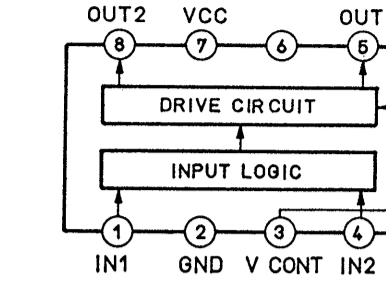 OUT2 VCC OUT
8 7 6 5
DRIVE CIRCUIT
INPUT LOGIC
1 2 3 4
IN1 GND V CONT IN2